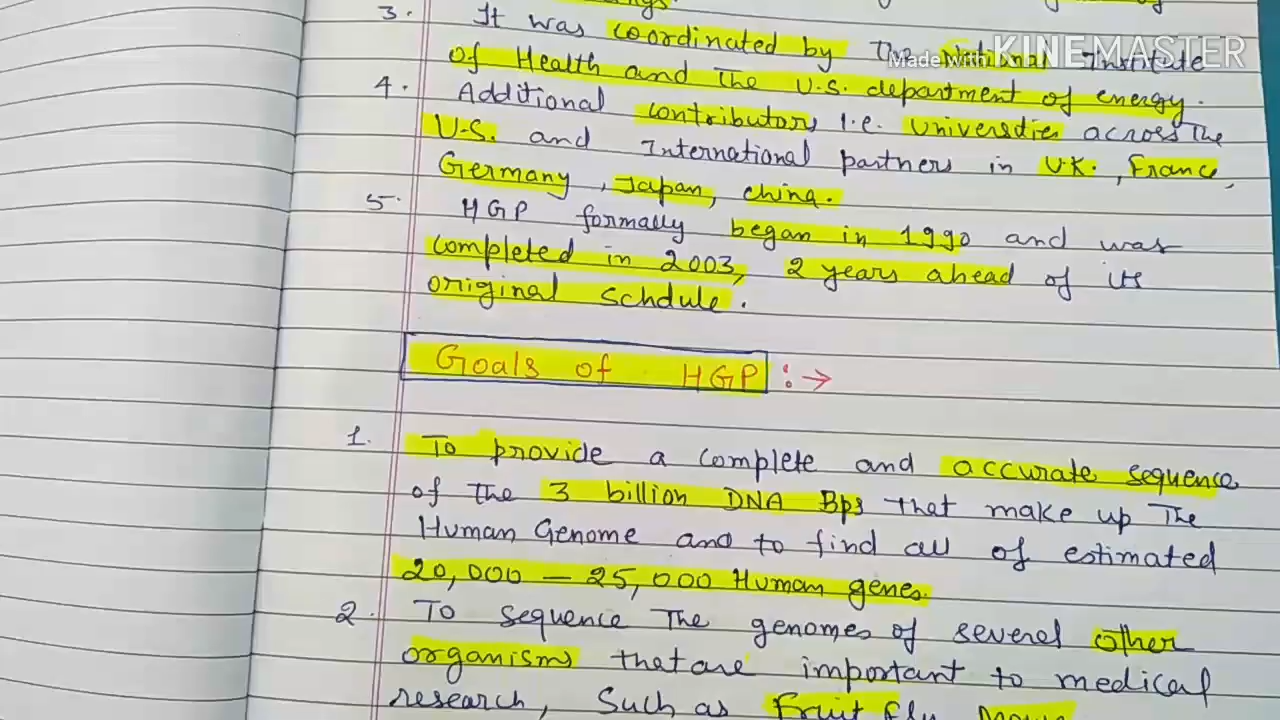 3. It was coordinated by The National Institute
of Health and The U.S. department of energy.
4. Additional contributors i.e. Universities across The
U.S. and International partners in U.K., France,
Germany, Japan, China.
5. HGP formally began in 1990 and was
completed in 2003, 2 years ahead of its
original schdule.
Goals of HGP :→
1. To provide a complete and accurate sequence
of the 3 billion DNA Bps that make up The
Human Genome and to find all of estimated
20,000 — 25,000 Human genes.
2. To sequence The genomes of several other
organisms that are important to medical
research, Such as Fruit fly
Made with KINEMASTER